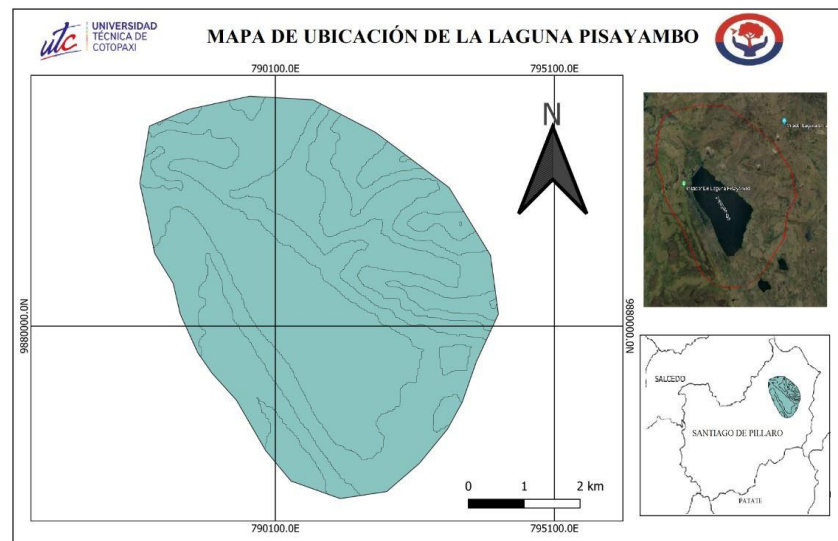 utc
UNIVERSIDAD
TÉCNICA DE
COTOPAXI
MAPA DE UBICACIÓN DE LA LAGUNA PISAYAMBO
790100.0E
795100.0E
N
9880000.0N
9880000.0N
0 1 2 km
790100.0E
795100.0E
SALCEDO
SANTIAGO DE PILLARO
PATATE